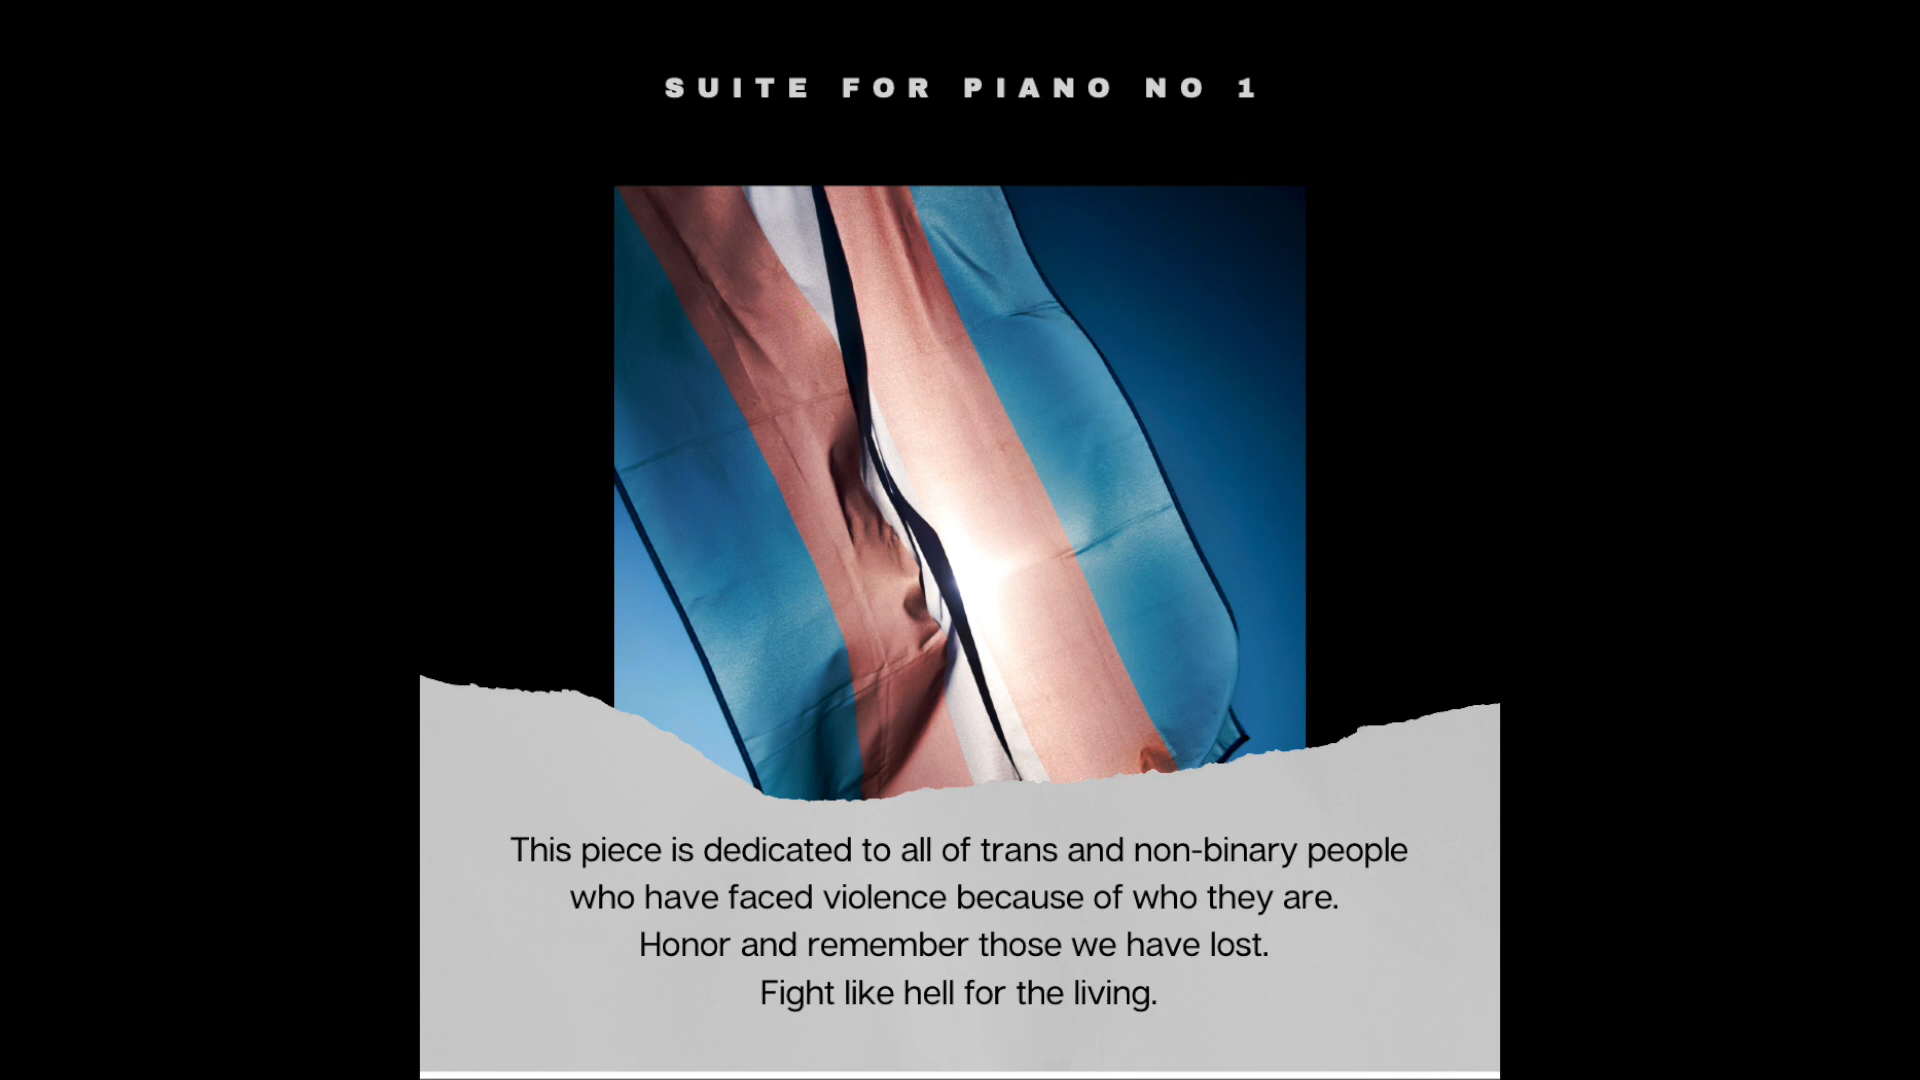 SUITE FOR PIANO NO 1
This piece is dedicated to all of trans and non-binary people
who have faced violence because of who they are.
Honor and remember those we have lost.
Fight like hell for the living.